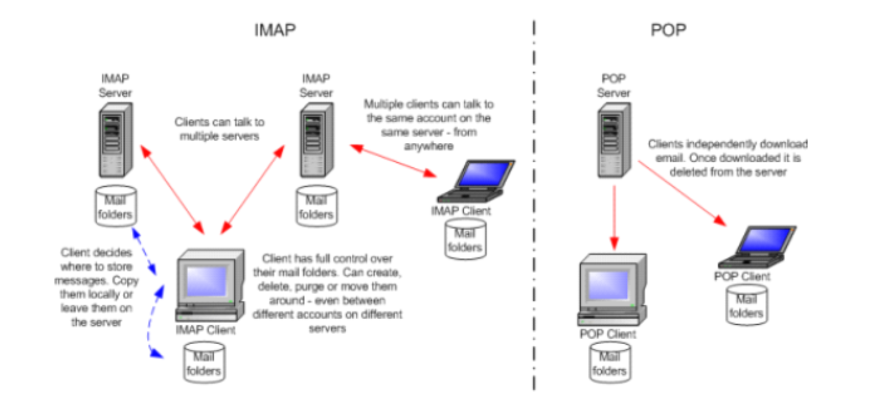 IMAP
POP
IMAP
Server
IMAP
Server
POP
Server
Clients can talk to
multiple servers
Multiple clients can talk to
the same account on the
same server - from
anywhere
Clients independently download
email. Once downloaded it is
deleted from the server
Mail
folders
Mail
folders
IMAP Client
Mail
folders
Client decides
where to store
messages. Copy
them locally or
leave them on
the server
Client has full control over
their mail folders. Can create,
delete, purge or move them
around - even between
different accounts on different
servers
IMAP Client
Mail
folders
POP Client
Mail
folders
POP Client
Mail
folders